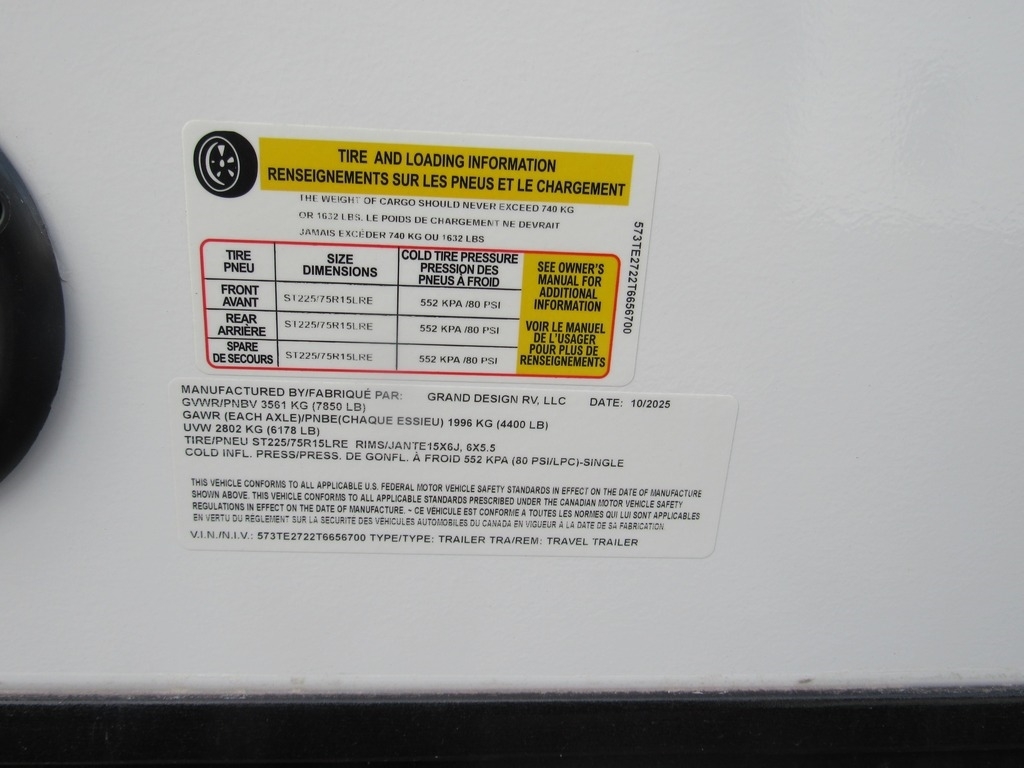 TIRE AND LOADING INFORMATION
RENSEIGNEMENTS SUR LES PNEUS ET LE CHARGEMENT
THE WEIGHT OF CARGO SHOULD NEVER EXCEED 740 KG
OR 1632 LBS. LE POIDS DE CHARGEMENT NE DEVRAIT
JAMAIS EXCÉDER 740 KG OU 1632 LBS
573TE2722T6656700
TIRE PNEU SIZE DIMENSIONS COLD TIRE PRESSURE PRESSION DES PNEUS À FROID
FRONT AVANT ST225/75R15LRE 552 KPA /80 PSI
REAR ARRIÈRE ST225/75R15LRE 552 KPA /80 PSI
SPARE DE SECOURS ST225/75R15LRE 552 KPA /80 PSI
SEE OWNER'S
MANUAL FOR
ADDITIONAL
INFORMATION
VOIR LE MANUEL
DE L'USAGER
POUR PLUS DE
RENSEIGNEMENTS
MANUFACTURED BY/FABRIQUÉ PAR: GRAND DESIGN RV, LLC DATE: 10/2025
GVWR/PNBV 3561 KG (7850 LB)
GAWR (EACH AXLE)/PNBE(CHAQUE ESSIEU) 1996 KG (4400 LB)
UVW 2802 KG (6178 LB)
TIRE/PNEU ST225/75R15LRE RIMS/JANTE15X6J, 6X5.5
COLD INFL. PRESS/PRESS. DE GONFL. À FROID 552 KPA (80 PSI/LPC)-SINGLE
THIS VEHICLE CONFORMS TO ALL APPLICABLE U.S. FEDERAL MOTOR VEHICLE SAFETY STANDARDS IN EFFECT ON THE DATE OF MANUFACTURE
SHOWN ABOVE. THIS VEHICLE CONFORMS TO ALL APPLICABLE STANDARDS PRESCRIBED UNDER THE CANADIAN MOTOR VEHICLE SAFETY
REGULATIONS IN EFFECT ON THE DATE OF MANUFACTURE. ~ CE VÉHICULE EST CONFORME A TOUTES LES NORMES QUI LUI SONT APPLICABLES
EN VERTU DU REGLEMENT SUR LA SECURITE DES VÉHICULES AUTOMOBILES DU CANADA EN VIGUEUR A LA DATE DE SA FABRICATION
V.I.N./N.I.V.: 573TE2722T6656700 TYPE/TYPE: TRAILER TRA/REM: TRAVEL TRAILER